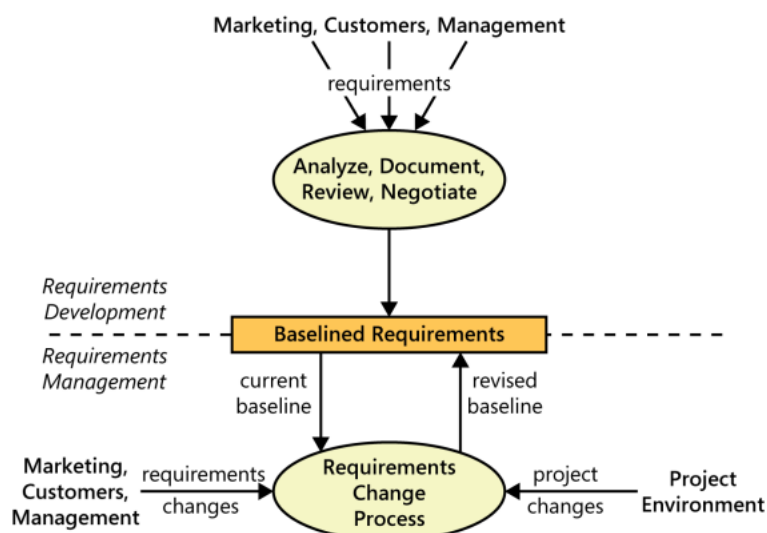 Marketing, Customers, Management
requirements
Analyze, Document,
Review, Negotiate
Requirements
Development
Baselined Requirements
Requirements
Management
current
baseline
revised
baseline
Marketing,
Customers,
Management
requirements
changes
Requirements
Change
Process
project
changes
Project
Environment